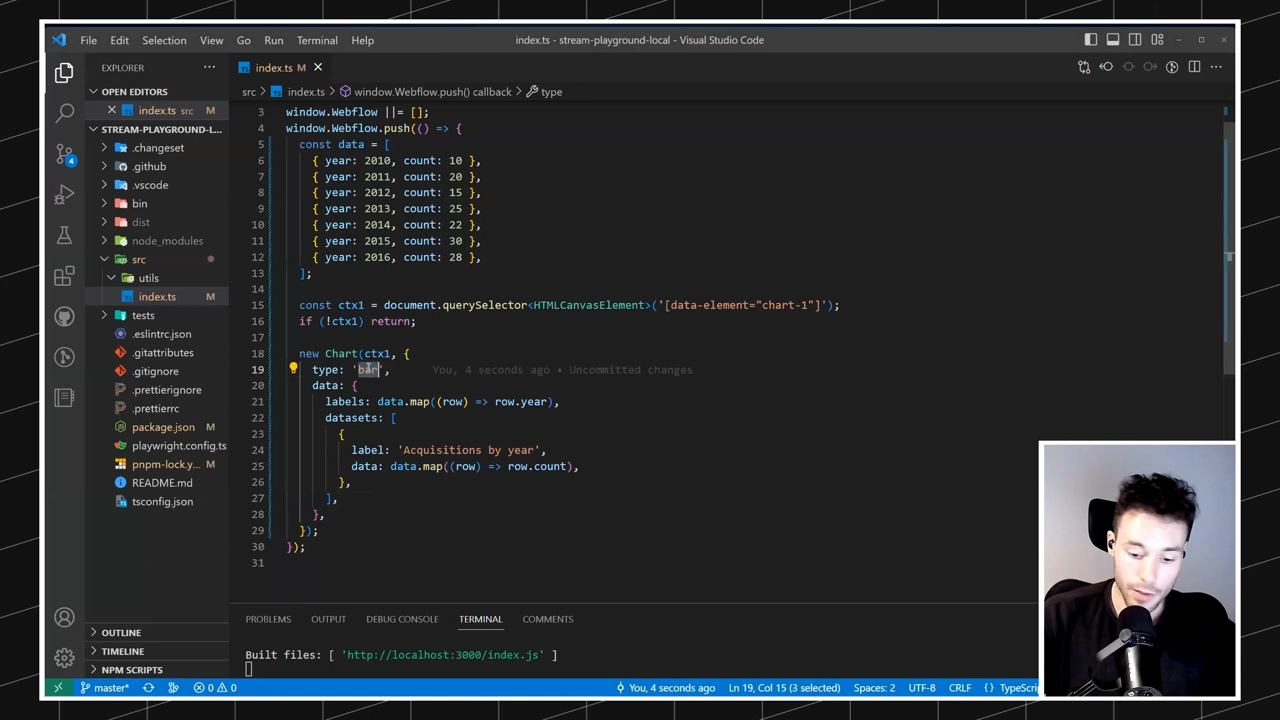 File Edit Selection View Go Run Terminal Help
index.ts - stream-playground-local - Visual Studio Code
EXPLORER
index.ts M
OPEN EDITORS
index.ts src M
STREAM-PLAYGROUND-L...
.changeset
.github
.vscode
bin
dist
node_modules
src
utils
index.ts M
tests
.eslintrc.json
.gitattributes
.gitignore
.prettierignore
.prettierrc
package.json M
playwright.config.ts
pnpm-lock.y... M
README.md
tsconfig.json
OUTLINE
TIMELINE
NPM SCRIPTS
4
src > index.ts > window.Webflow.push() callback > type
3 window.Webflow ||= [];
4 window.Webflow.push(() => {
5 const data = [
6 { year: 2010, count: 10 },
7 { year: 2011, count: 20 },
8 { year: 2012, count: 15 },
9 { year: 2013, count: 25 },
10 { year: 2014, count: 22 },
11 { year: 2015, count: 30 },
12 { year: 2016, count: 28 },
13 ];
14
15 const ctx1 = document.querySelector<HTMLCanvasElement>('[data-element="chart-1"]');
16 if (!ctx1) return;
17
18 new Chart(ctx1, {
19 type: 'bar', You, 4 seconds ago • Uncommitted changes
20 data: {
21 labels: data.map((row) => row.year),
22 datasets: [
23 {
24 label: 'Acquisitions by year',
25 data: data.map((row) => row.count),
26 },
27 ],
28 },
29 });
30 });
31
PROBLEMS OUTPUT DEBUG CONSOLE TERMINAL COMMENTS
Built files: [ 'http://localhost:3000/index.js' ]
master* 0 0 You, 4 seconds ago Ln 19, Col 15 (3 selected) Spaces: 2 UTF-8 CRLF {} TypeScri